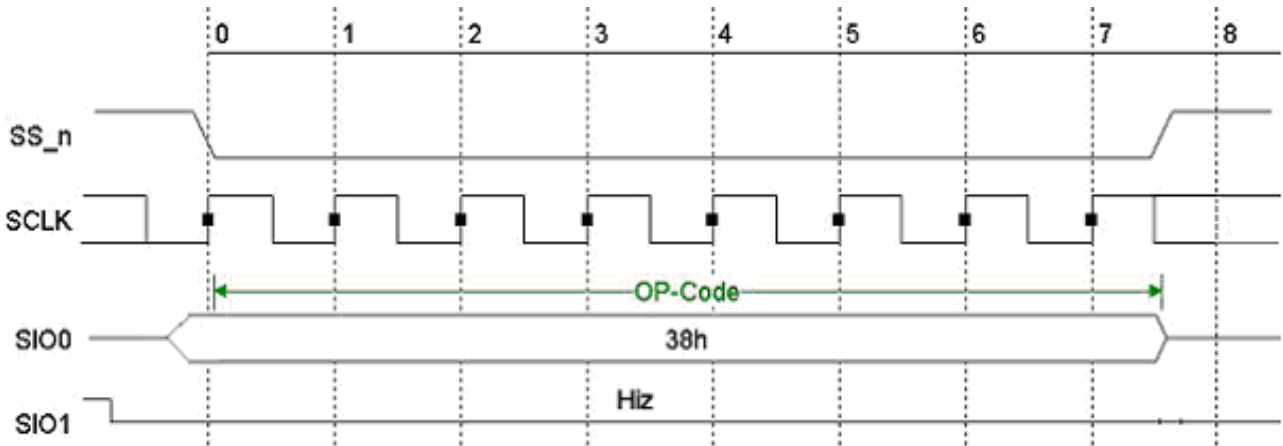 0 1 2 3 4 5 6 7 8
SS_n
SCLK
OP-Code
SIO0 38h
Hiz
SIO1